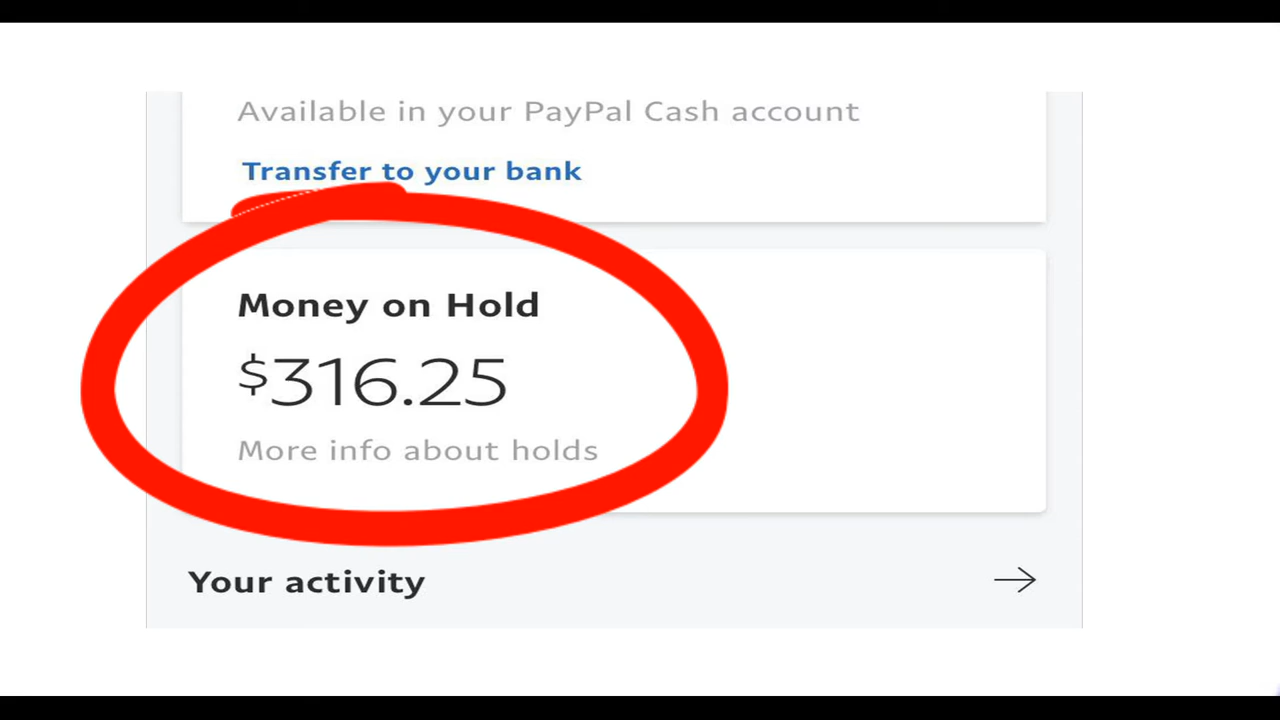 Available in your PayPal Cash account
Transfer to your bank
Money on Hold
$316.25
More info about holds
Your activity